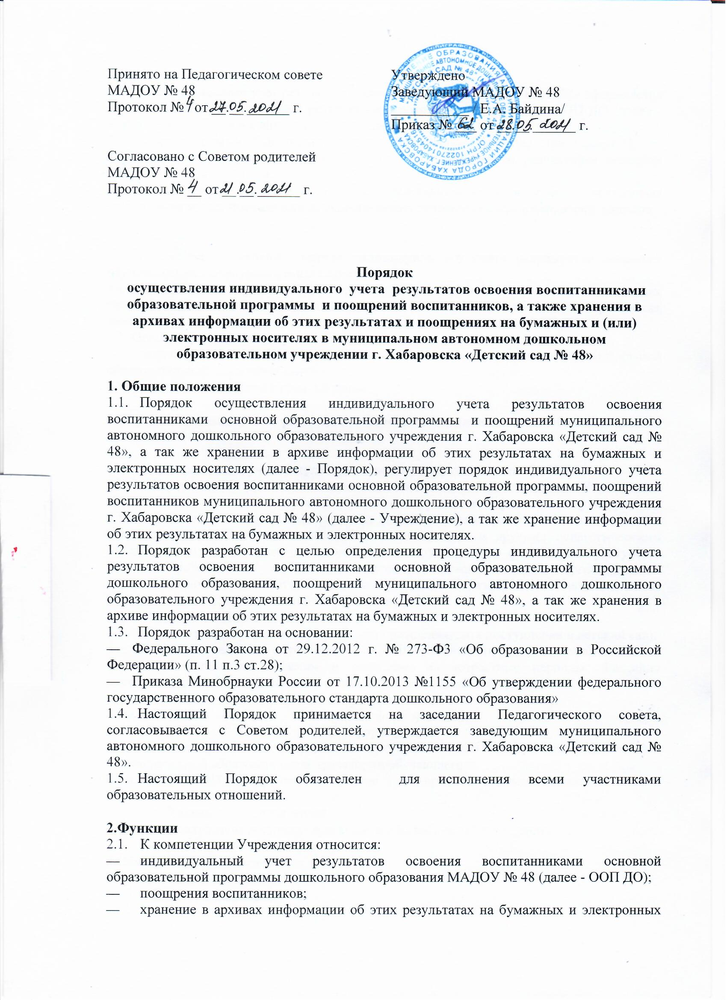 Принято на Педагогическом совете
МАДОУ № 48
Протокол № 4 от 27.05.2021 г.
Утверждено
Заведующий МАДОУ № 48
____________ / Е.А. Байдина/
Приказ № 62 от 28.05.2021 г.
Согласовано с Советом родителей
МАДОУ № 48
Протокол № 4 от 21.05.2021 г.
Порядок
осуществления индивидуального учета результатов освоения воспитанниками
образовательной программы и поощрений воспитанников, а также хранения в
архивах информации об этих результатах и поощрениях на бумажных и (или)
электронных носителях в муниципальном автономном дошкольном
образовательном учреждении г. Хабаровска «Детский сад № 48»
1. Общие положения
1.1. Порядок осуществления индивидуального учета результатов освоения
воспитанниками основной образовательной программы и поощрений муниципального
автономного дошкольного образовательного учреждения г. Хабаровска «Детский сад №
48», а так же хранении в архиве информации об этих результатах на бумажных и
электронных носителях (далее - Порядок), регулирует порядок индивидуального учета
результатов освоения воспитанниками основной образовательной программы, поощрений
воспитанников муниципального автономного дошкольного образовательного учреждения
г. Хабаровска «Детский сад № 48» (далее - Учреждение), а так же хранение информации
об этих результатах на бумажных и электронных носителях.
1.2. Порядок разработан с целью определения процедуры индивидуального учета
результатов освоения воспитанниками основной образовательной программы
дошкольного образования, поощрений муниципального автономного дошкольного
образовательного учреждения г. Хабаровска «Детский сад № 48», а так же хранения в
архиве информации об этих результатах на бумажных и электронных носителях.
1.3. Порядок разработан на основании:
— Федерального Закона от 29.12.2012 г. № 273-ФЗ «Об образовании в Российской
Федерации» (п. 11 п.3 ст.28);
— Приказа Минобрнауки России от 17.10.2013 №1155 «Об утверждении федерального
государственного образовательного стандарта дошкольного образования»
1.4. Настоящий Порядок принимается на заседании Педагогического совета,
согласовывается с Советом родителей, утверждается заведующим муниципального
автономного дошкольного образовательного учреждения г. Хабаровска «Детский сад №
48».
1.5. Настоящий Порядок обязателен для исполнения всеми участниками
образовательных отношений.
2.Функции
2.1. К компетенции Учреждения относится:
— индивидуальный учет результатов освоения воспитанниками основной
образовательной программы дошкольного образования МАДОУ № 48 (далее - ООП ДО);
— поощрения воспитанников;
— хранение в архивах информации об этих результатах на бумажных и электронных